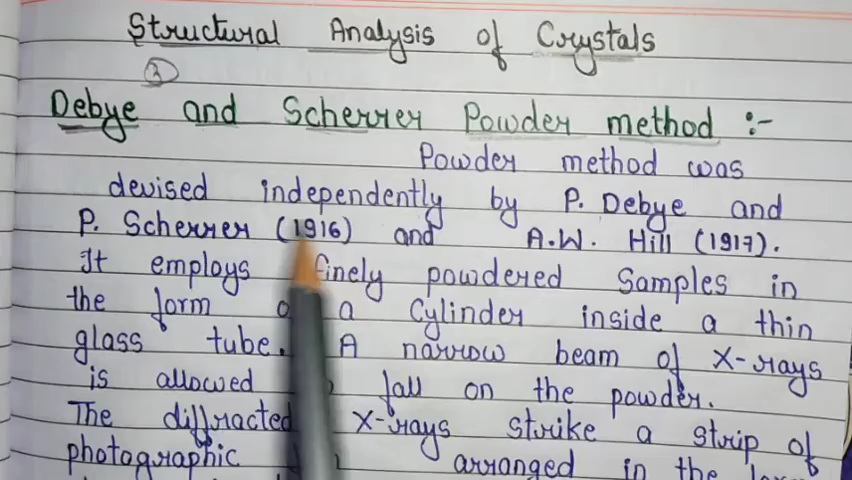 Structural Analysis of Crystals
3
Debye and Scherrer Powder method :-
Powder method was
devised independently by P. Debye and
P. Scherrer (1916) and A.W. Hill (1917).
It employs finely powdered Samples in
the form a Cylinder inside a thin
glass tube. A narrow beam of X-rays
is allowed fall on the powder.
The diffracted X-rays strike a strip of
photographic arranged in the